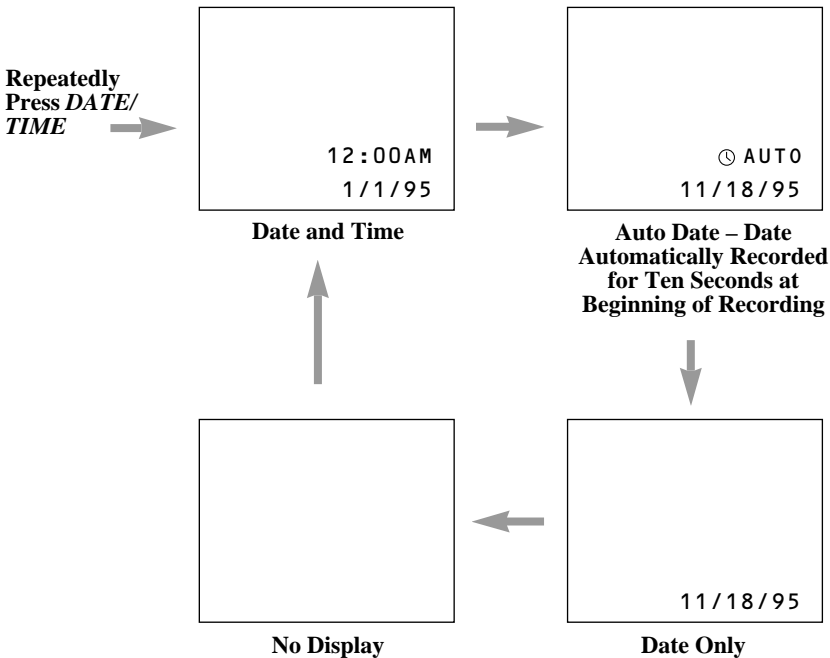 Repeatedly
Press DATE/
TIME
12:00AM
1/1/95
Date and Time
AUTO
11/18/95
Auto Date – Date
Automatically Recorded
for Ten Seconds at
Beginning of Recording
No Display
11/18/95
Date Only